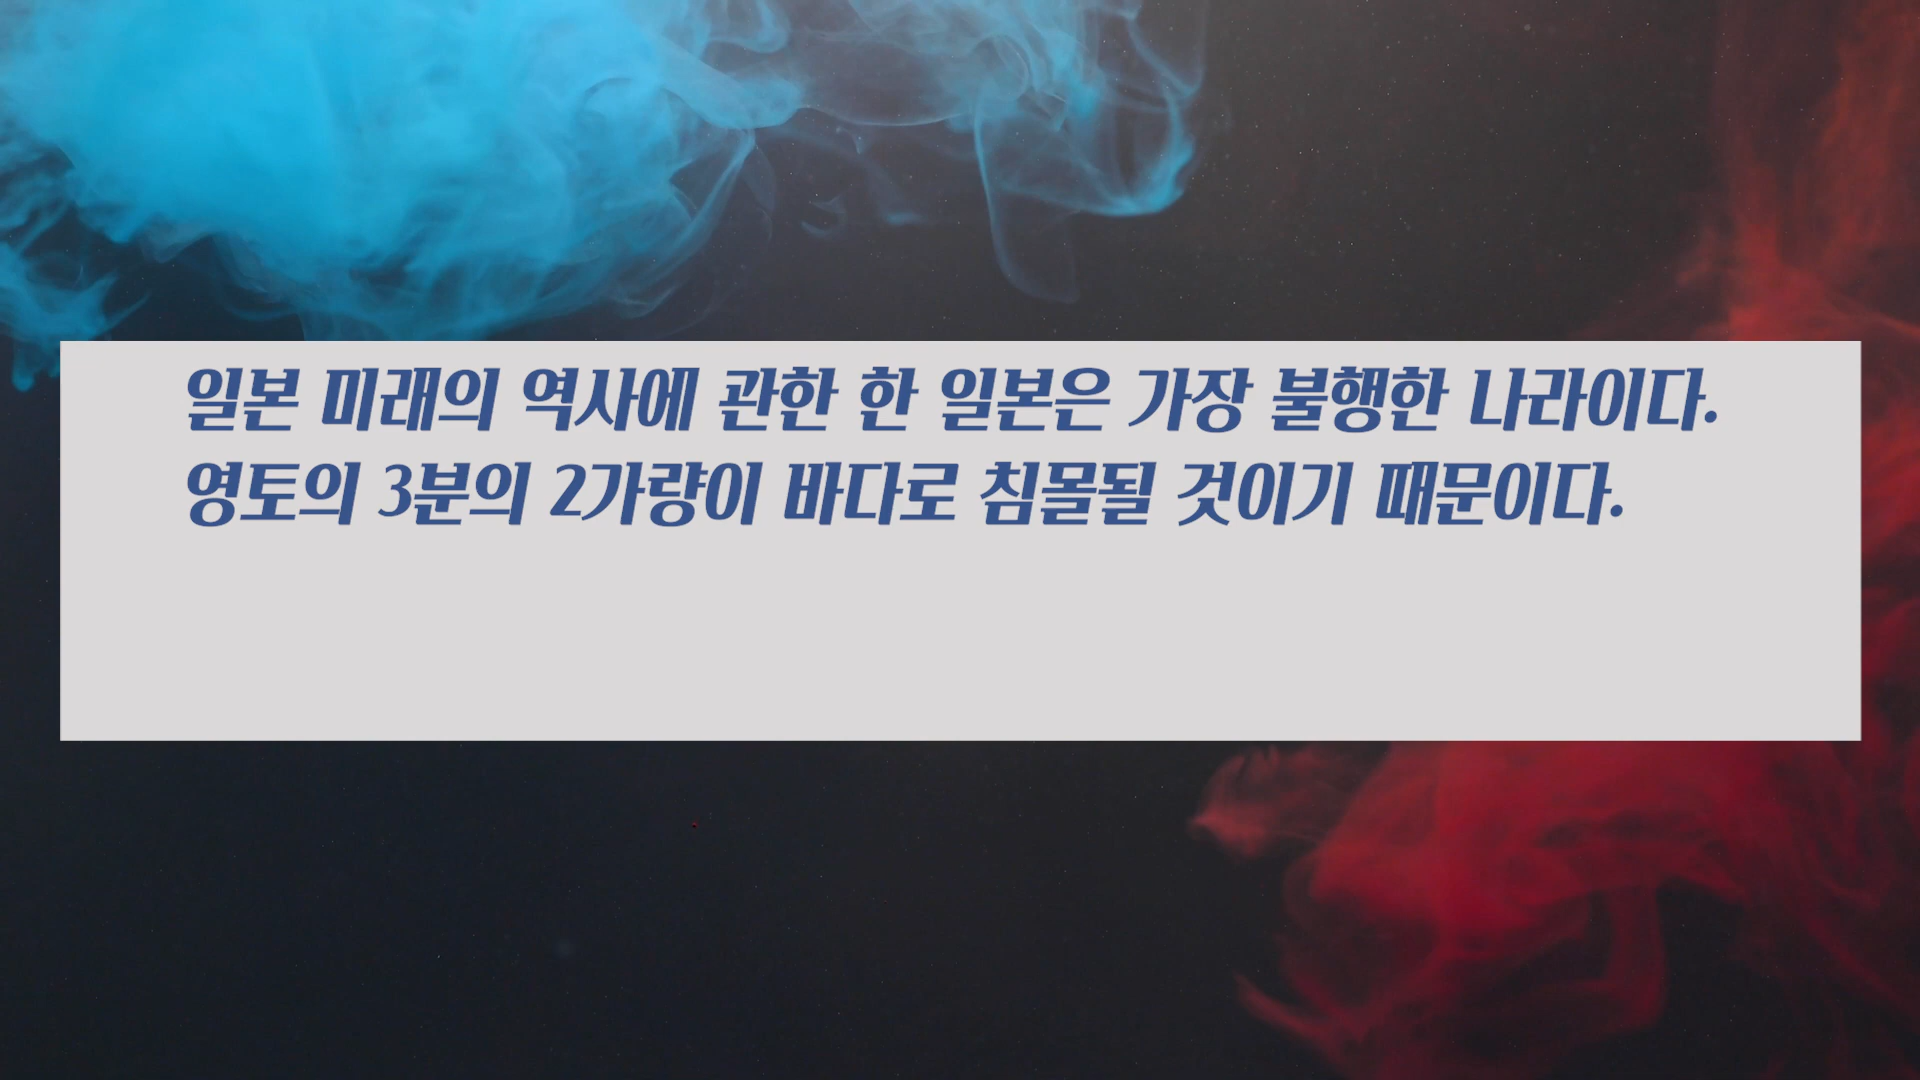 일본 미래의 역사에 관한 한 일본은 가장 불행한 나라이다.
영토의 3분의 2가량이 바다로 침몰될 것이기 때문이다.